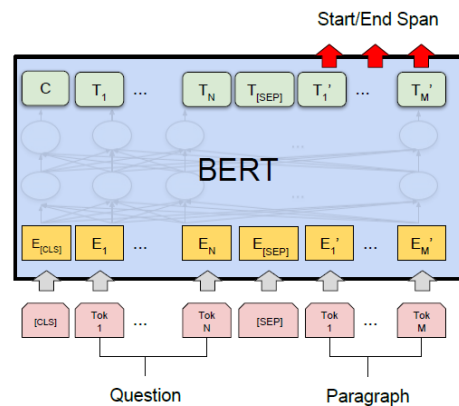 Start/End Span
C T1 ... TN T[SEP] T1' ... TM'
...
BERT
...
E[CLS] E1 ... EN E[SEP] E1' ... EM'
[CLS] Tok 1 ... Tok N [SEP] Tok 1 ... Tok M
Question Paragraph